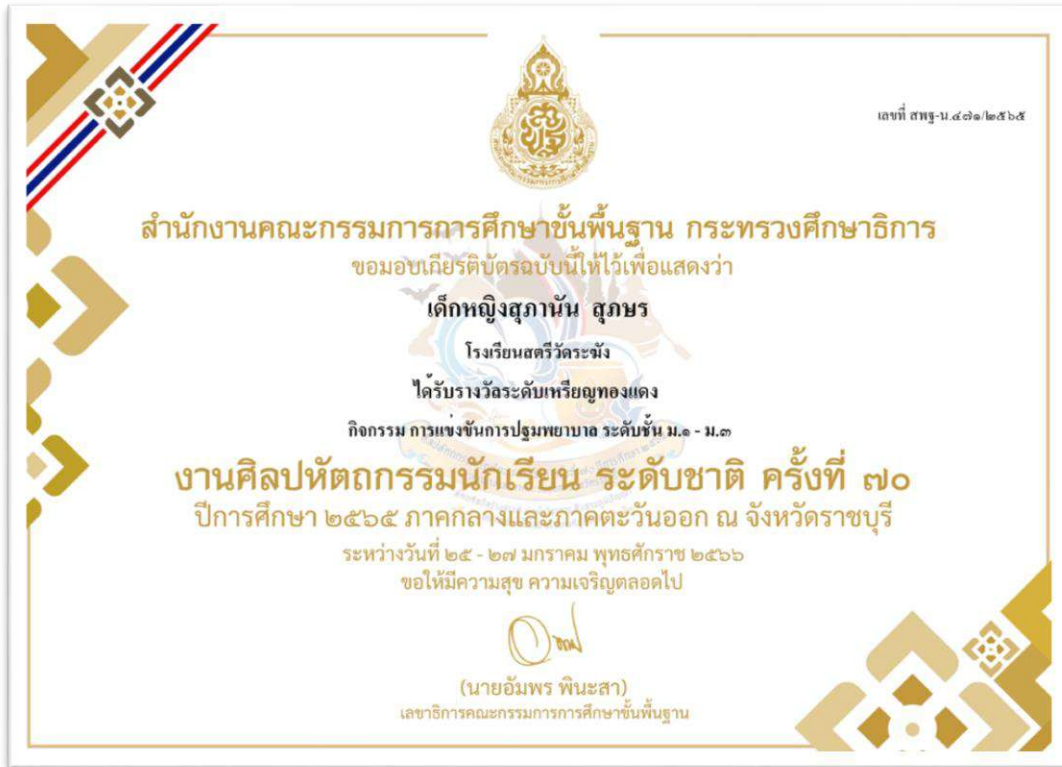 เลขที่ สพฐ-น.๔๗๑/๒๕๖๕
สำนักงานคณะกรรมการการศึกษาขั้นพื้นฐาน กระทรวงศึกษาธิการ
ขอมอบเกียรติบัตรฉบับนี้ให้ไว้เพื่อแสดงว่า
เด็กหญิงสุภานัน สุภษร
โรงเรียนสตรีวัดระฆัง
ได้รับรางวัลระดับเหรียญทองแดง
กิจกรรม การแข่งขันการปฐมพยาบาล ระดับชั้น ม.๑ - ม.๓
งานศิลปหัตถกรรมนักเรียน ระดับชาติ ครั้งที่ ๗๐
ปีการศึกษา ๒๕๖๕ ภาคกลางและภาคตะวันออก ณ จังหวัดราชบุรี
ระหว่างวันที่ ๒๕ - ๒๗ มกราคม พุทธศักราช ๒๕๖๖
ขอให้มีความสุข ความเจริญตลอดไป
(นายอัมพร พินะสา)
เลขาธิการคณะกรรมการการศึกษาขั้นพื้นฐาน